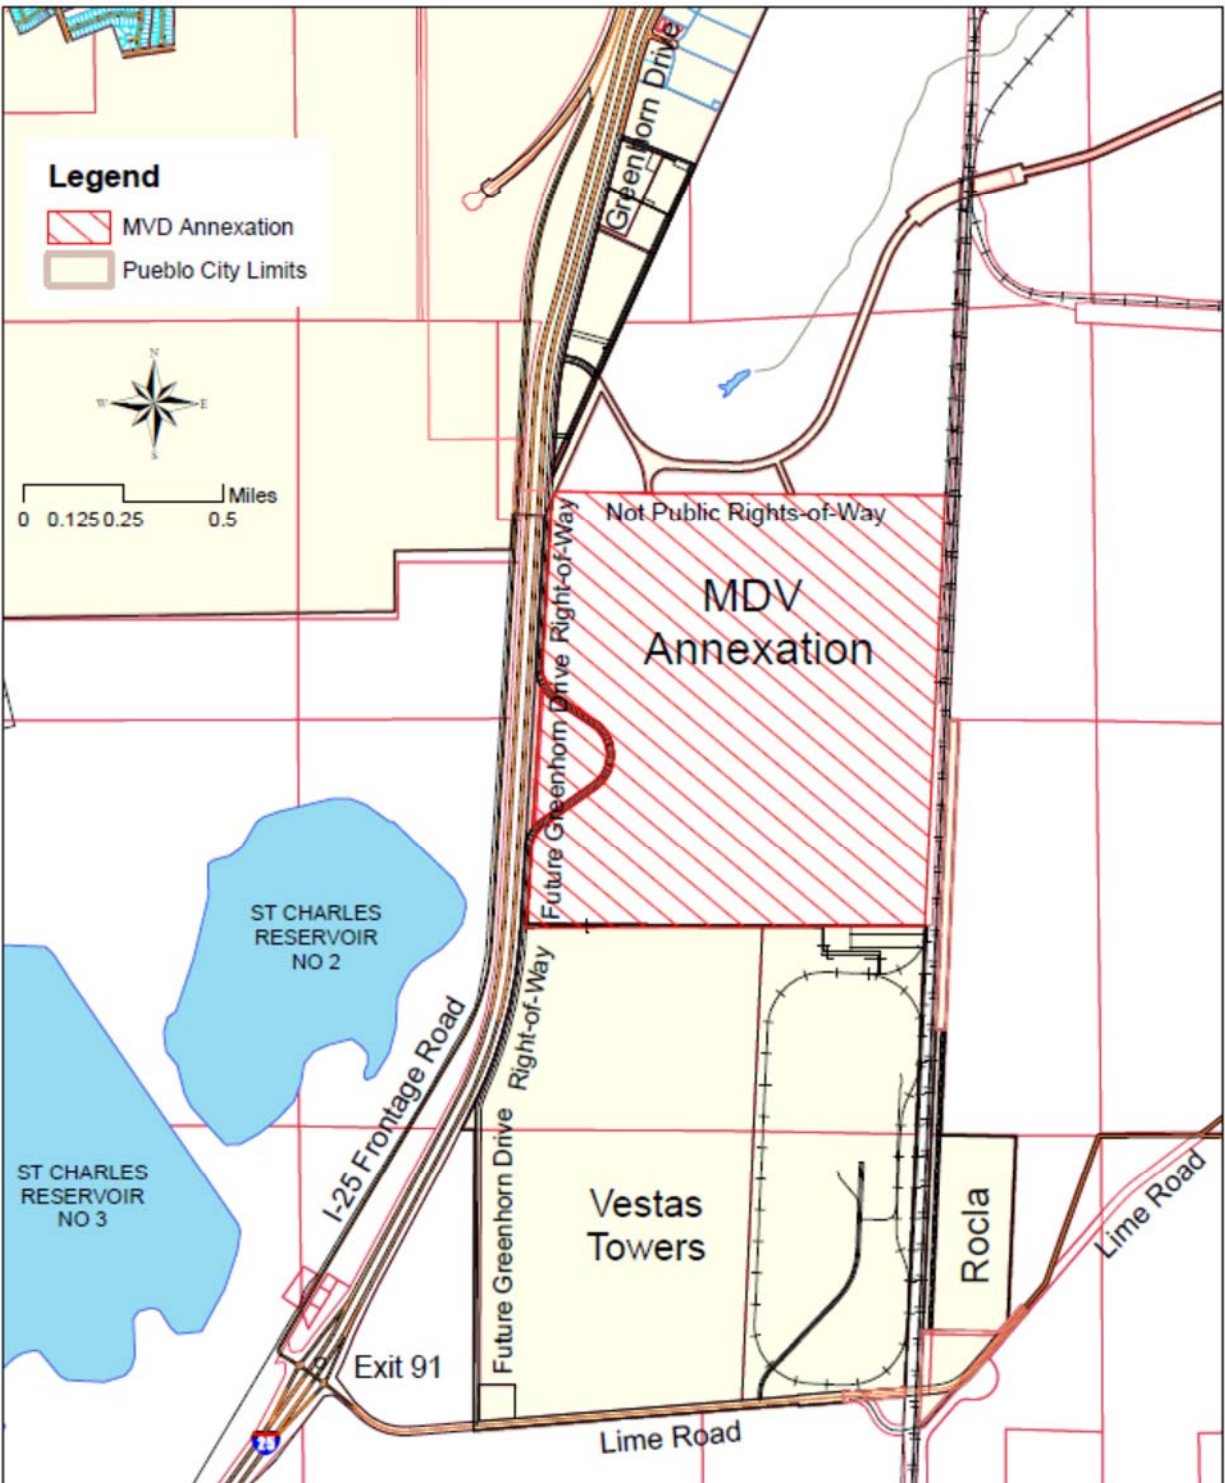 Greenhorn Drive
Legend
MVD Annexation
Pueblo City Limits
N
W
E
S
Miles
0 0.125 0.25 0.5
Not Public Rights-of-Way
MDV
Annexation
Future Greenhorn Drive Right-of-Way
ST CHARLES
RESERVOIR
NO 2
ST CHARLES
RESERVOIR
NO 3
I-25 Frontage Road
Future Greenhorn Drive Right-of-Way
Vestas
Towers
Rocla
Lime Road
Exit 91
Lime Road
25